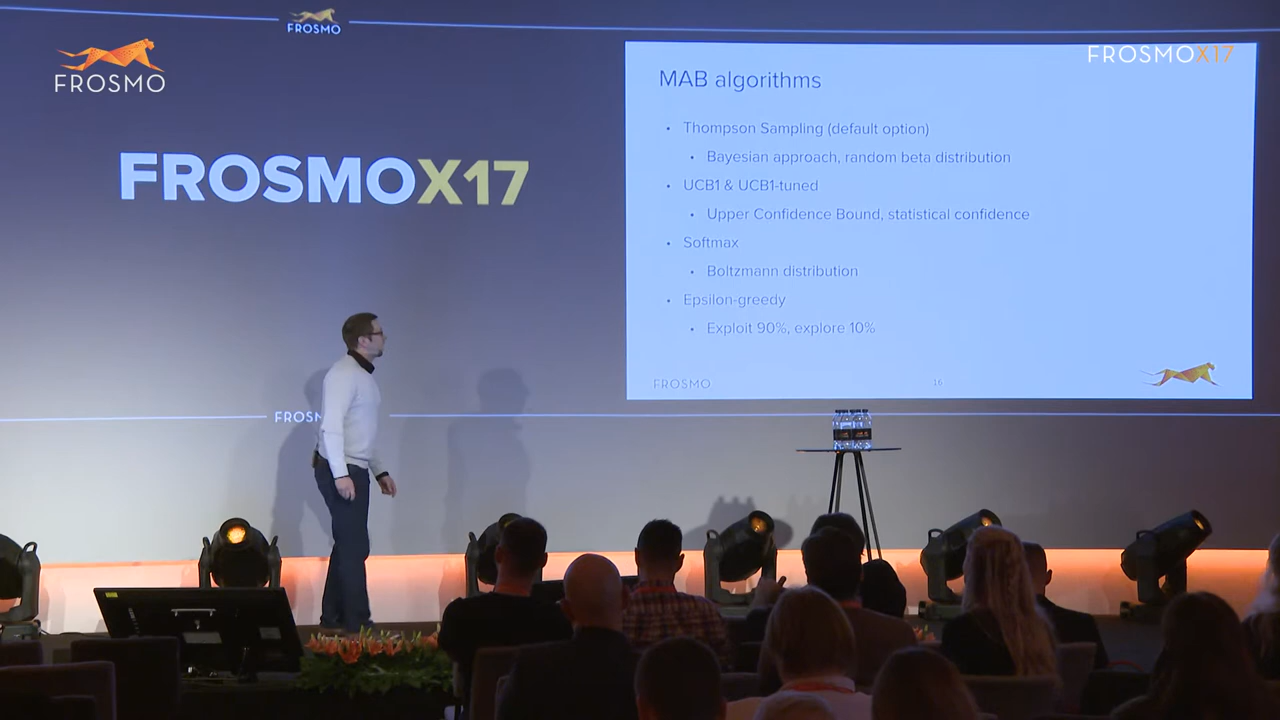 FROSMO
FROSMO
FROSMOX17
FROSMOX17
MAB algorithms
• Thompson Sampling (default option)
• Bayesian approach, random beta distribution
• UCB1 & UCB1-tuned
• Upper Confidence Bound, statistical confidence
• Softmax
• Boltzmann distribution
• Epsilon-greedy
• Exploit 90%, explore 10%
FROSMO
16
FROSM